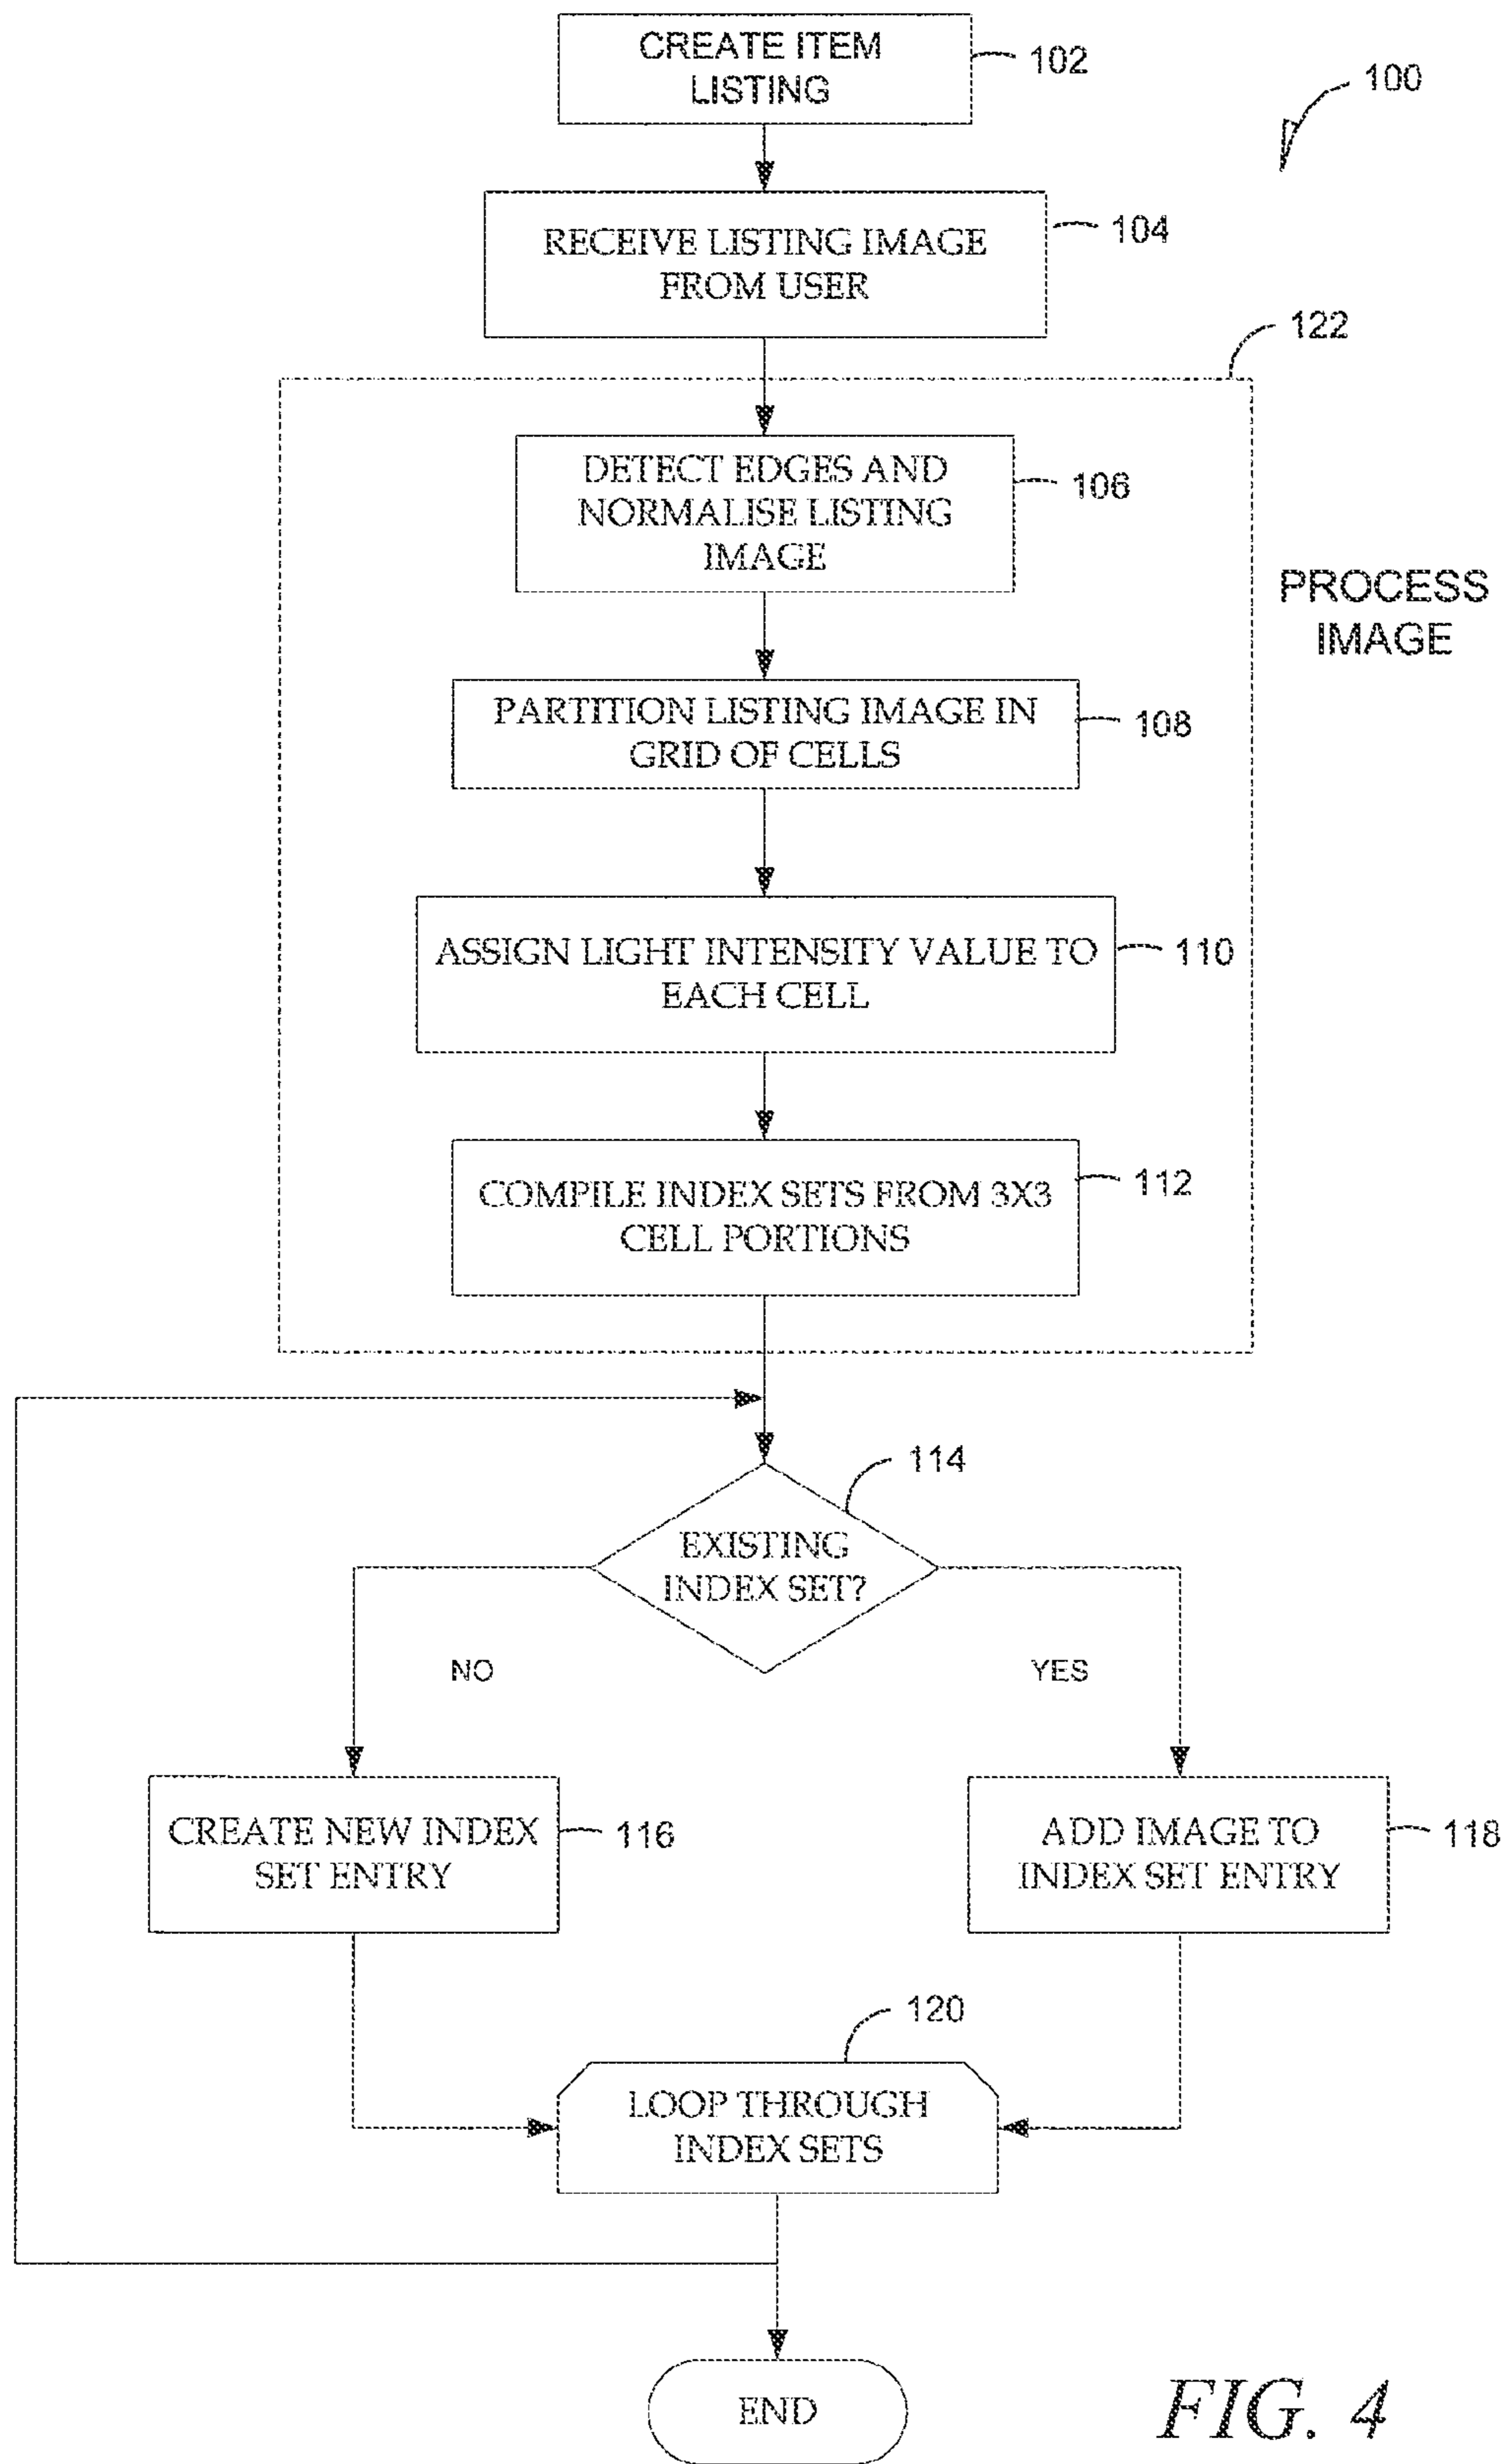 CREATE ITEM
LISTING
102
100
RECEIVE LISTING IMAGE
FROM USER
104
122
DETECT EDGES AND
NORMALISE LISTING
IMAGE
106
PROCESS
IMAGE
PARTITION LISTING IMAGE IN
GRID OF CELLS
108
ASSIGN LIGHT INTENSITY VALUE TO
EACH CELL
110
COMPILE INDEX SETS FROM 3X3
CELL PORTIONS
112
114
EXISTING
INDEX SET?
NO
YES
CREATE NEW INDEX
SET ENTRY
116
ADD IMAGE TO
INDEX SET ENTRY
118
120
LOOP THROUGH
INDEX SETS
END
FIG. 4